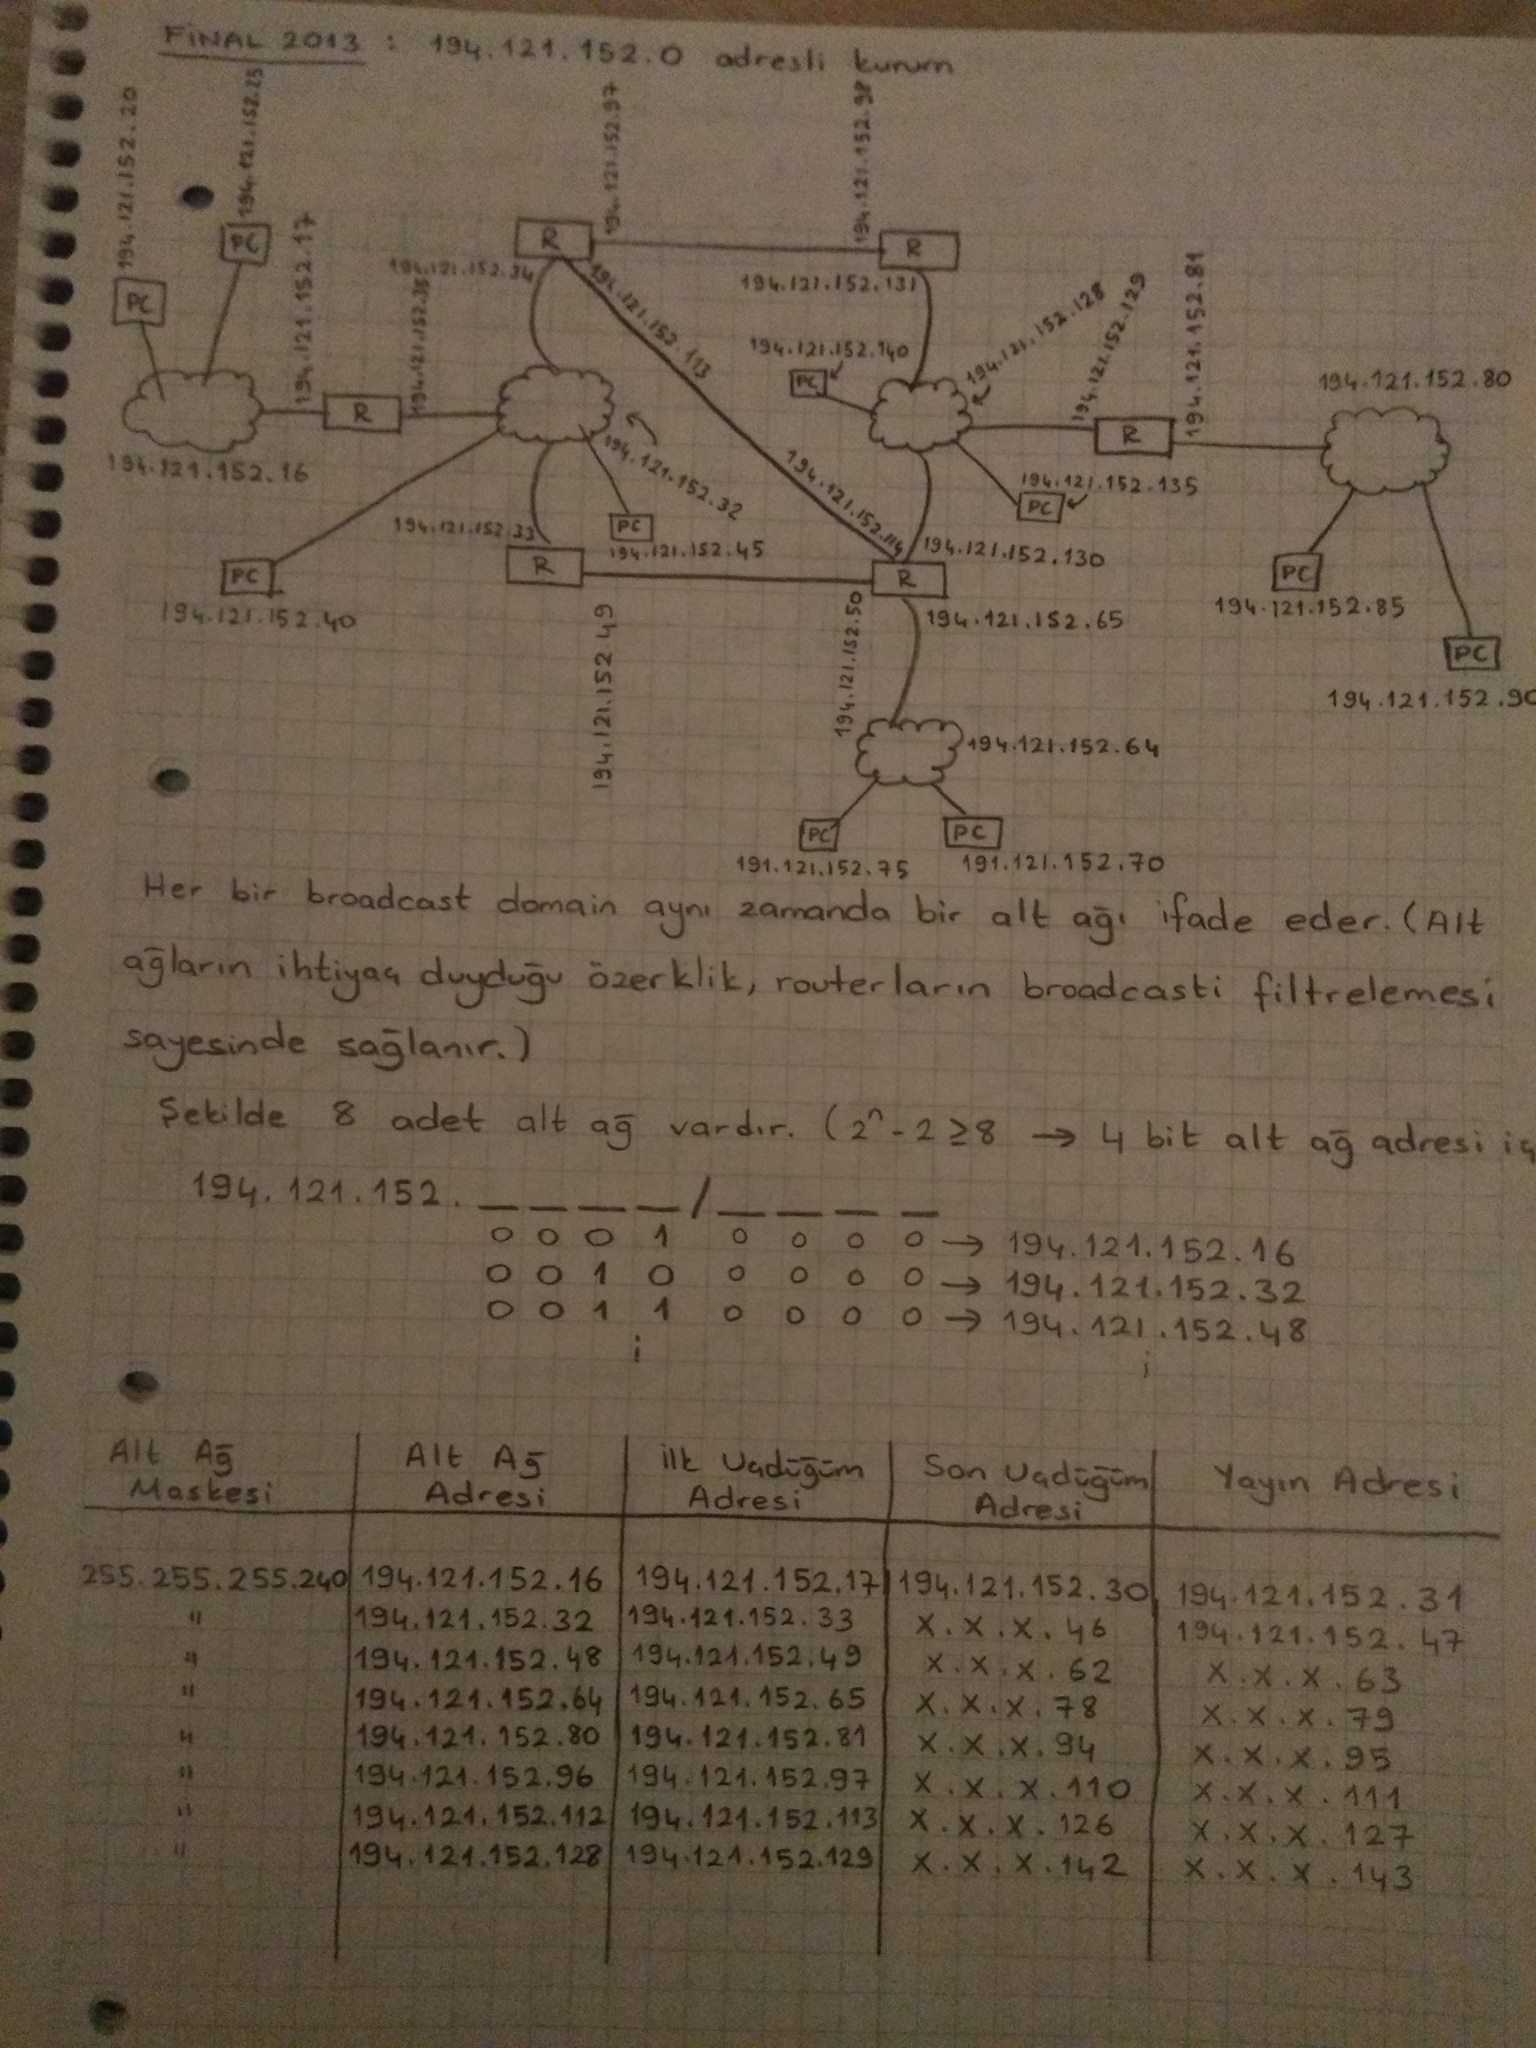 FİNAL 2013 : 194.121.152.0 adresli kurum
194.121.152.20
194.121.152.25
194.121.152.97
194.121.152.98
PC
PC
194.121.152.17
R
R
194.121.152.34
194.121.152.35
194.121.152.113
194.121.152.131
194.121.152.140
PC
194.121.152.128
194.121.152.129
194.121.152.81
194.121.152.80
R
R
194.121.152.16
194.121.152.32
194.121.152.114
194.121.152.135
PC
194.121.152.33
PC
194.121.152.45
194.121.152.130
R
R
PC
194.121.152.40
PC
194.121.152.85
194.121.152.49
194.121.152.50
194.121.152.65
PC
194.121.152.90
194.121.152.64
PC
PC
191.121.152.75
191.121.152.70
Her bir broadcast domain aynı zamanda bir alt ağı ifade eder. (Alt
ağların ihtiyaç duyduğu özerklik, routerların broadcasti filtrelemesi
sayesinde sağlanır.)
Şekilde 8 adet alt ağ vardır. (2^n - 2 ≥ 8 → 4 bit alt ağ adresi iç
194.121.152. _ _ _ _ / _ _ _ _
0 0 0 1 0 0 0 0 → 194.121.152.16
0 0 1 0 0 0 0 0 → 194.121.152.32
0 0 1 1 0 0 0 0 → 194.121.152.48
Alt Ağ Maskesi | Alt Ağ Adresi | İlk Uçdüğüm Adresi | Son Uçdüğüm Adresi | Yayın Adresi
255.255.255.240 | 194.121.152.16 | 194.121.152.17 | 194.121.152.30 | 194.121.152.31
" | 194.121.152.32 | 194.121.152.33 | X.X.X.46 | 194.121.152.47
" | 194.121.152.48 | 194.121.152.49 | X.X.X.62 | X.X.X.63
" | 194.121.152.64 | 194.121.152.65 | X.X.X.78 | X.X.X.79
" | 194.121.152.80 | 194.121.152.81 | X.X.X.94 | X.X.X.95
" | 194.121.152.96 | 194.121.152.97 | X.X.X.110 | X.X.X.111
" | 194.121.152.112 | 194.121.152.113 | X.X.X.126 | X.X.X.127
" | 194.121.152.128 | 194.121.152.129 | X.X.X.142 | X.X.X.143